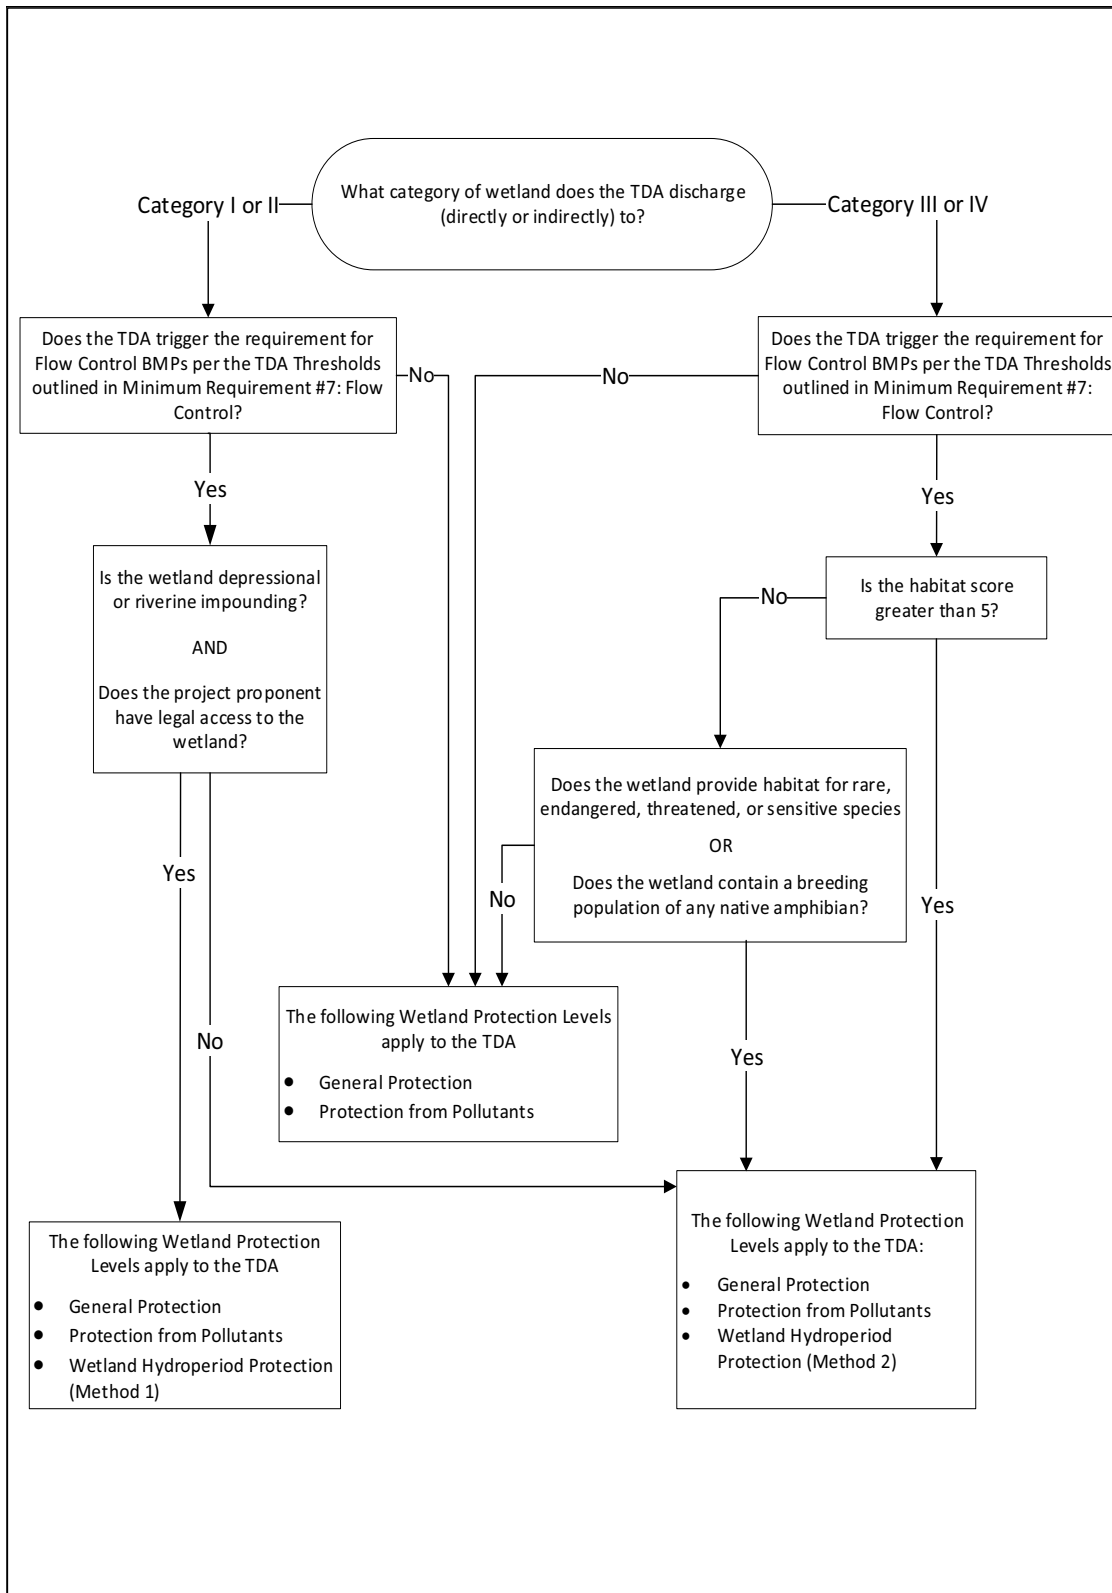 What category of wetland does the TDA discharge
(directly or indirectly) to?
Category I or II
Category III or IV
Does the TDA trigger the requirement for
Flow Control BMPs per the TDA Thresholds
outlined in Minimum Requirement #7: Flow
Control?
No
No
Does the TDA trigger the requirement for
Flow Control BMPs per the TDA Thresholds
outlined in Minimum Requirement #7:
Flow Control?
Yes
Yes
Is the wetland depressional
or riverine impounding?
AND
Does the project proponent
have legal access to the
wetland?
Is the habitat score
greater than 5?
No
Does the wetland provide habitat for rare,
endangered, threatened, or sensitive species
OR
Does the wetland contain a breeding
population of any native amphibian?
Yes
No
Yes
The following Wetland Protection Levels
apply to the TDA
● General Protection
● Protection from Pollutants
No
Yes
The following Wetland Protection
Levels apply to the TDA
● General Protection
● Protection from Pollutants
● Wetland Hydroperiod Protection
(Method 1)
The following Wetland Protection
Levels apply to the TDA:
● General Protection
● Protection from Pollutants
● Wetland Hydroperiod
Protection (Method 2)